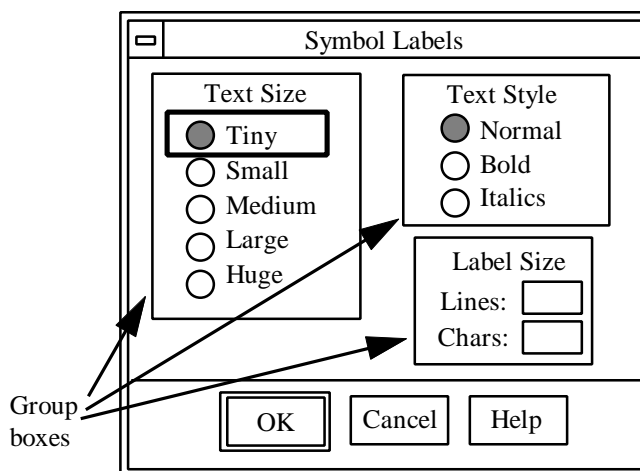 Symbol Labels
Text Size
Tiny
Small
Medium
Large
Huge
Text Style
Normal
Bold
Italics
Label Size
Lines:
Chars:
Group
boxes
OK
Cancel
Help